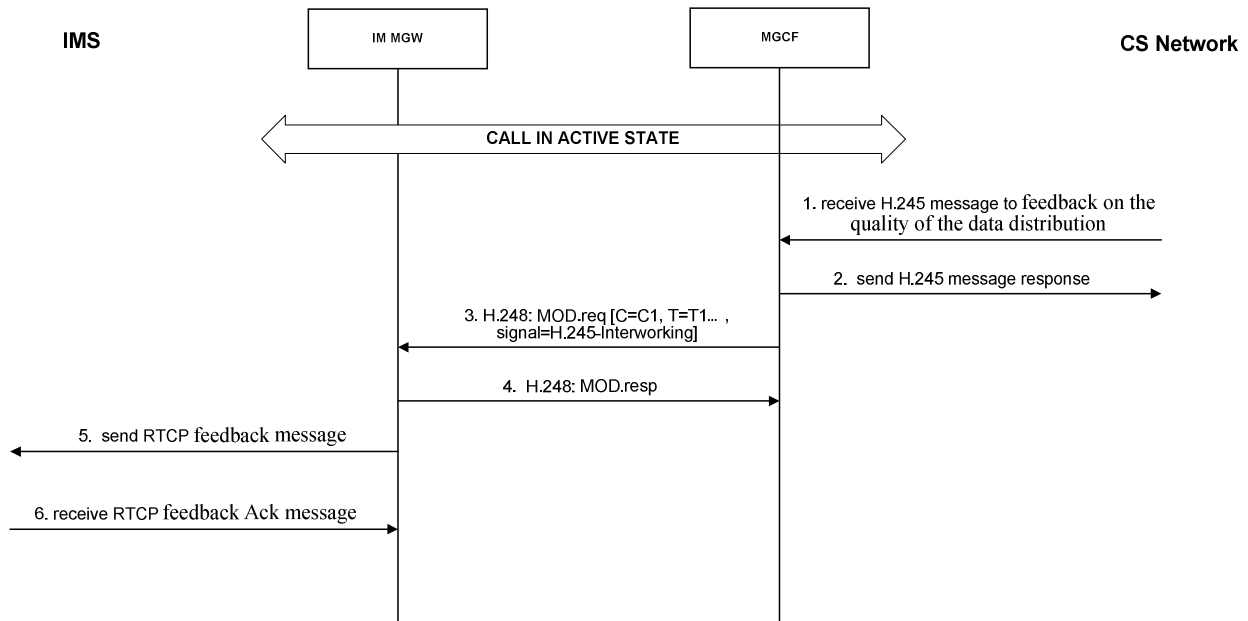 IMS
IM MGW
MGCF
CS Network
CALL IN ACTIVE STATE
1. receive H.245 message to feedback on the
quality of the data distribution
2. send H.245 message response
3. H.248: MOD.req [C=C1, T=T1... ,
signal=H.245-Interworking]
4. H.248: MOD.resp
5. send RTCP feedback message
6. receive RTCP feedback Ack message